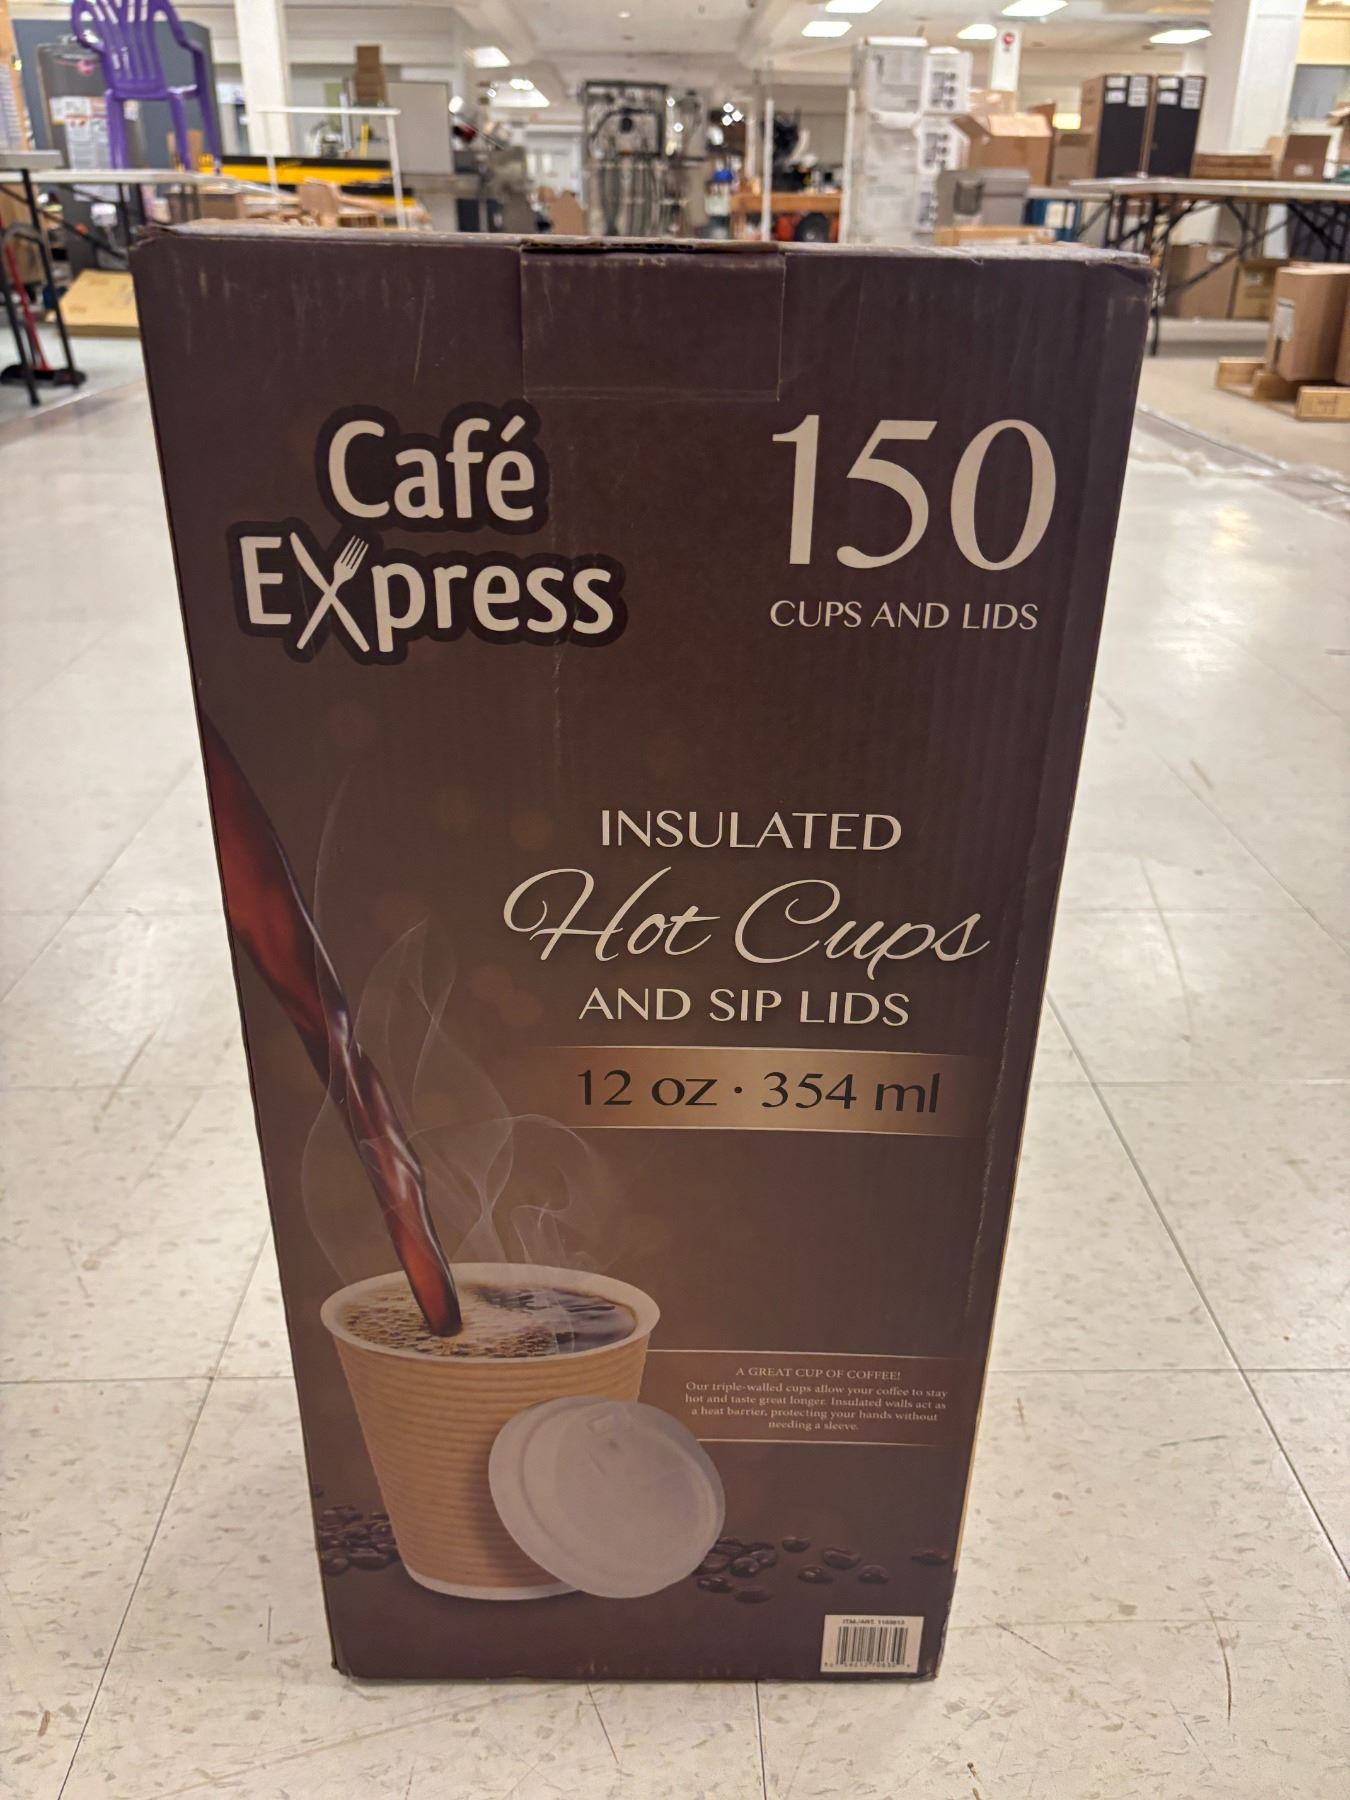 Café
Express
150
CUPS AND LIDS
INSULATED
Hot Cups
AND SIP LIDS
12 oz · 354 ml
A GREAT CUP OF COFFEE!
Our triple-walled cups allow your coffee to stay
hot and taste great longer. Insulated walls act as
a heat barrier, protecting your hands without
needing a sleeve.
ITM./ART.